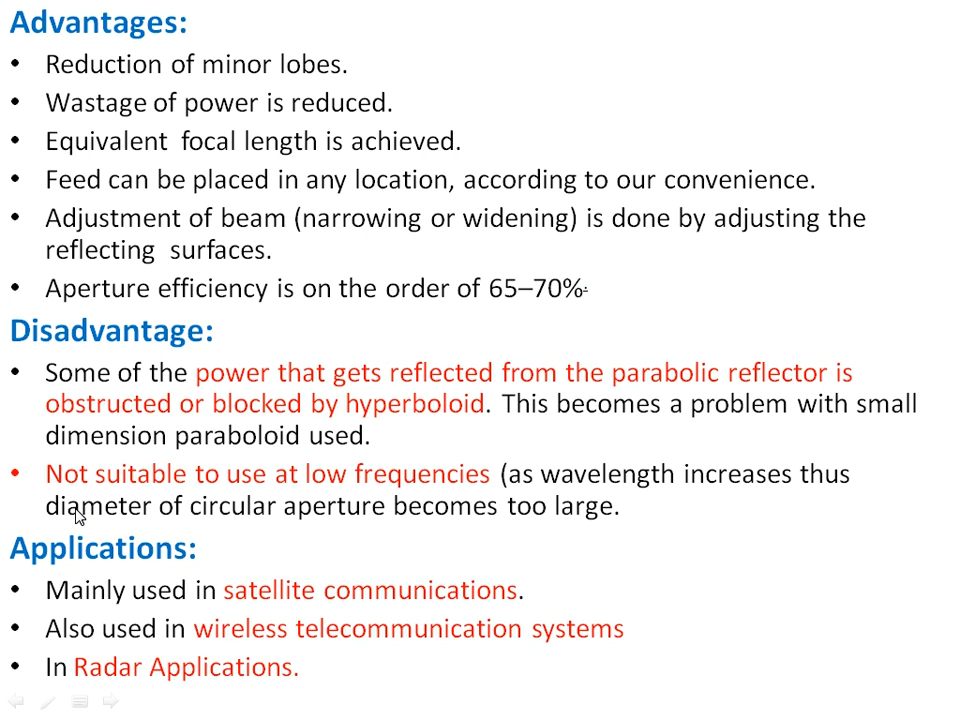 Advantages:
• Reduction of minor lobes.
• Wastage of power is reduced.
• Equivalent focal length is achieved.
• Feed can be placed in any location, according to our convenience.
• Adjustment of beam (narrowing or widening) is done by adjusting the
reflecting surfaces.
• Aperture efficiency is on the order of 65–70%.
Disadvantage:
• Some of the power that gets reflected from the parabolic reflector is
obstructed or blocked by hyperboloid. This becomes a problem with small
dimension paraboloid used.
• Not suitable to use at low frequencies (as wavelength increases thus
diameter of circular aperture becomes too large.
Applications:
• Mainly used in satellite communications.
• Also used in wireless telecommunication systems
• In Radar Applications.